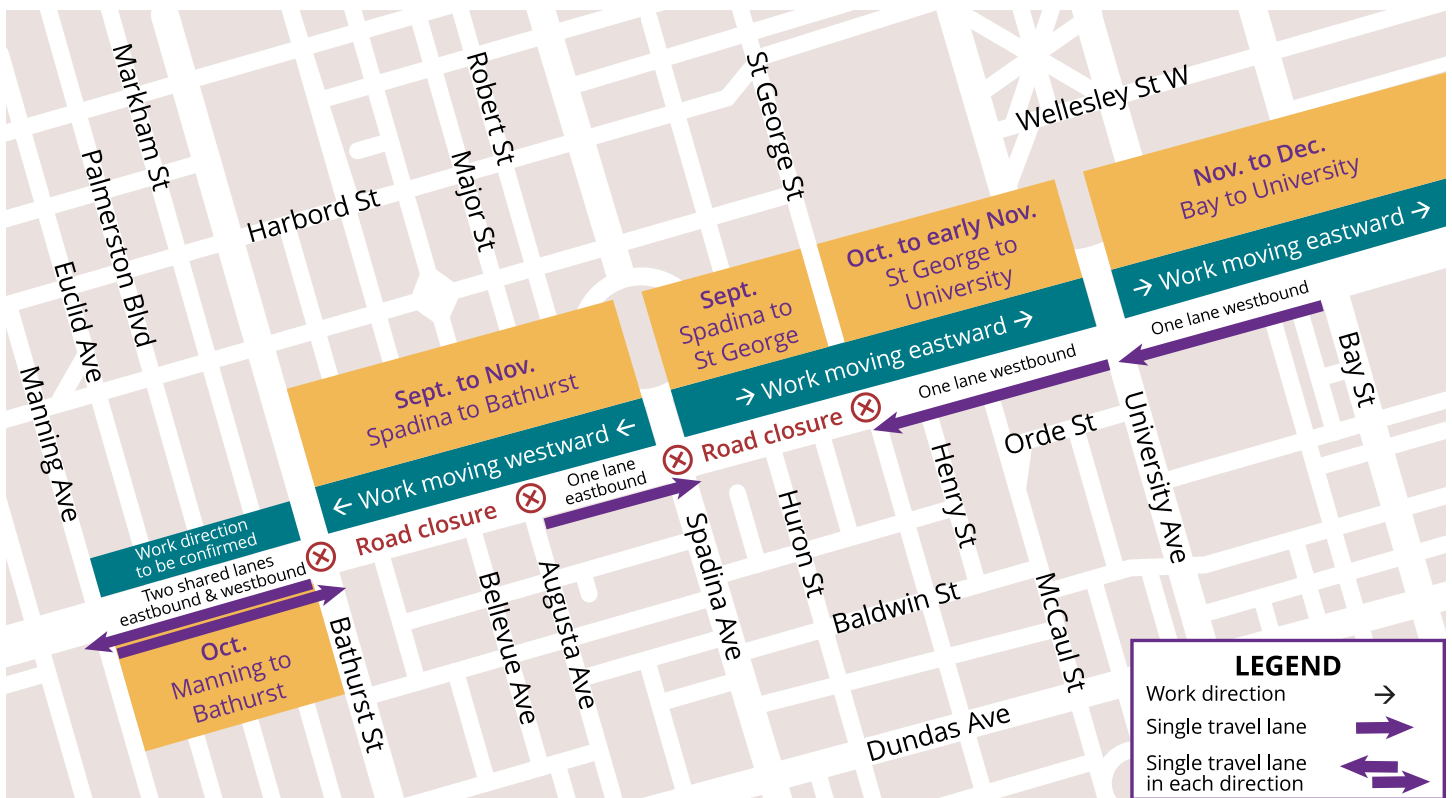 Markham St
Robert St
St George St
Wellesley St W
Palmerston Blvd
Major St
Harbord St
Euclid Ave
Manning Ave
Nov. to Dec.
Bay to University
→ Work moving eastward →
One lane westbound
Oct. to early Nov.
St George to
University
Sept.
Spadina to
St George
→ Work moving eastward →
One lane westbound
Road closure
Sept. to Nov.
Spadina to Bathurst
← Work moving westward ←
One lane
eastbound
Road closure
Work direction
to be confirmed
Two shared lanes
eastbound & westbound
Oct.
Manning to
Bathurst
Bathurst St
Bellevue Ave
Augusta Ave
Spadina Ave
Huron St
Henry St
Orde St
University Ave
Bay St
Baldwin St
McCaul St
Dundas Ave
LEGEND
Work direction →
Single travel lane
Single travel lane
in each direction